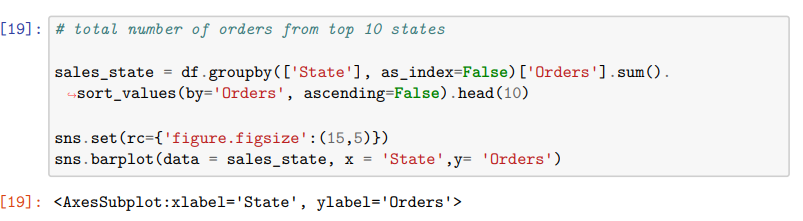 [19]: # total number of orders from top 10 states
sales_state = df.groupby(['State'], as_index=False)['Orders'].sum().
↪sort_values(by='Orders', ascending=False).head(10)
sns.set(rc={'figure.figsize':(15,5)})
sns.barplot(data = sales_state, x = 'State',y= 'Orders')
[19]: <AxesSubplot:xlabel='State', ylabel='Orders'>